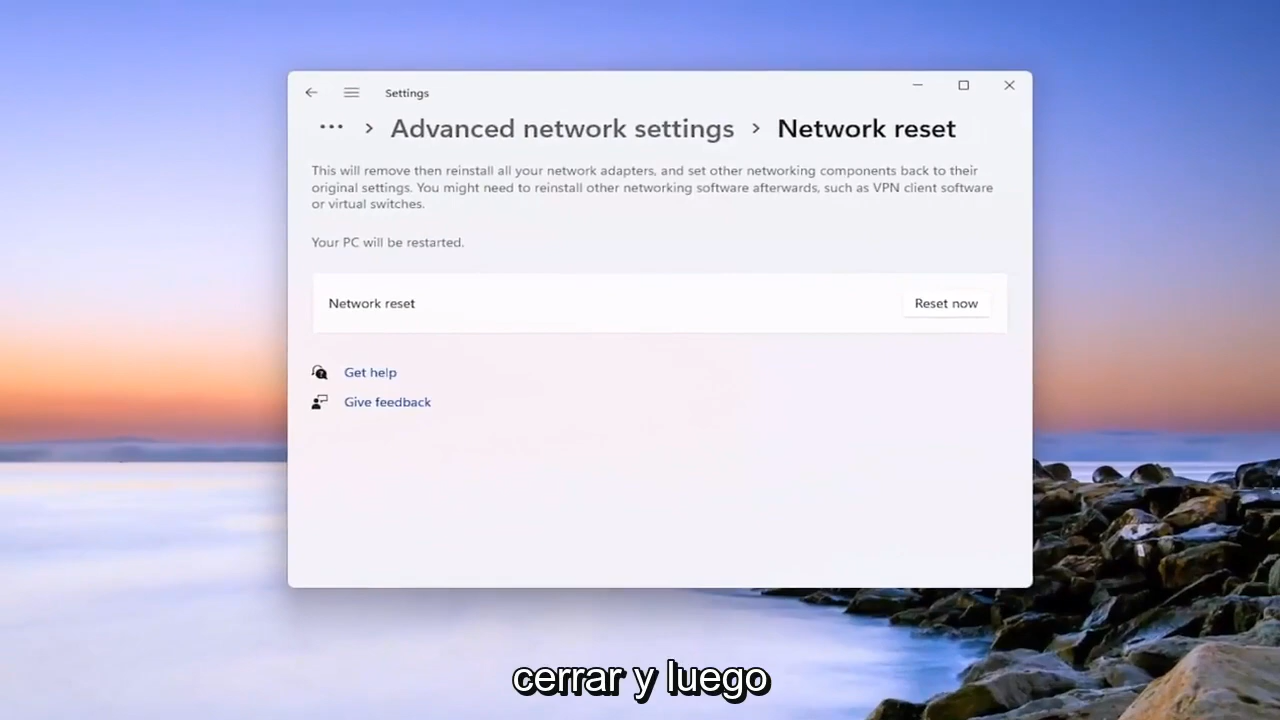 Settings
Advanced network settings
Network reset
This will remove then reinstall all your network adapters, and set other networking components back to their
original settings. You might need to reinstall other networking software afterwards, such as VPN client software
or virtual switches.
Your PC will be restarted.
Network reset
Reset now
Get help
Give feedback
cerrar y luego